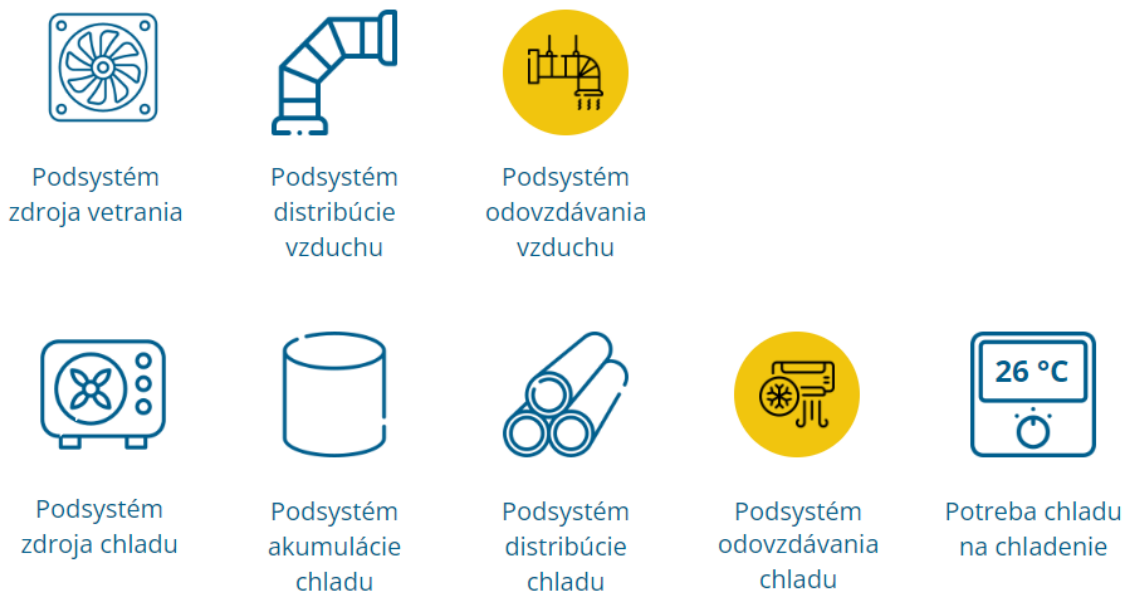 Podsystém
zdroja vetrania
Podsystém
distribúcie
vzduchu
Podsystém
odovzdávania
vzduchu
26 °C
Podsystém
zdroja chladu
Podsystém
akumulácie
chladu
Podsystém
distribúcie
chladu
Podsystém
odovzdávania
chladu
Potreba chladu
na chladenie